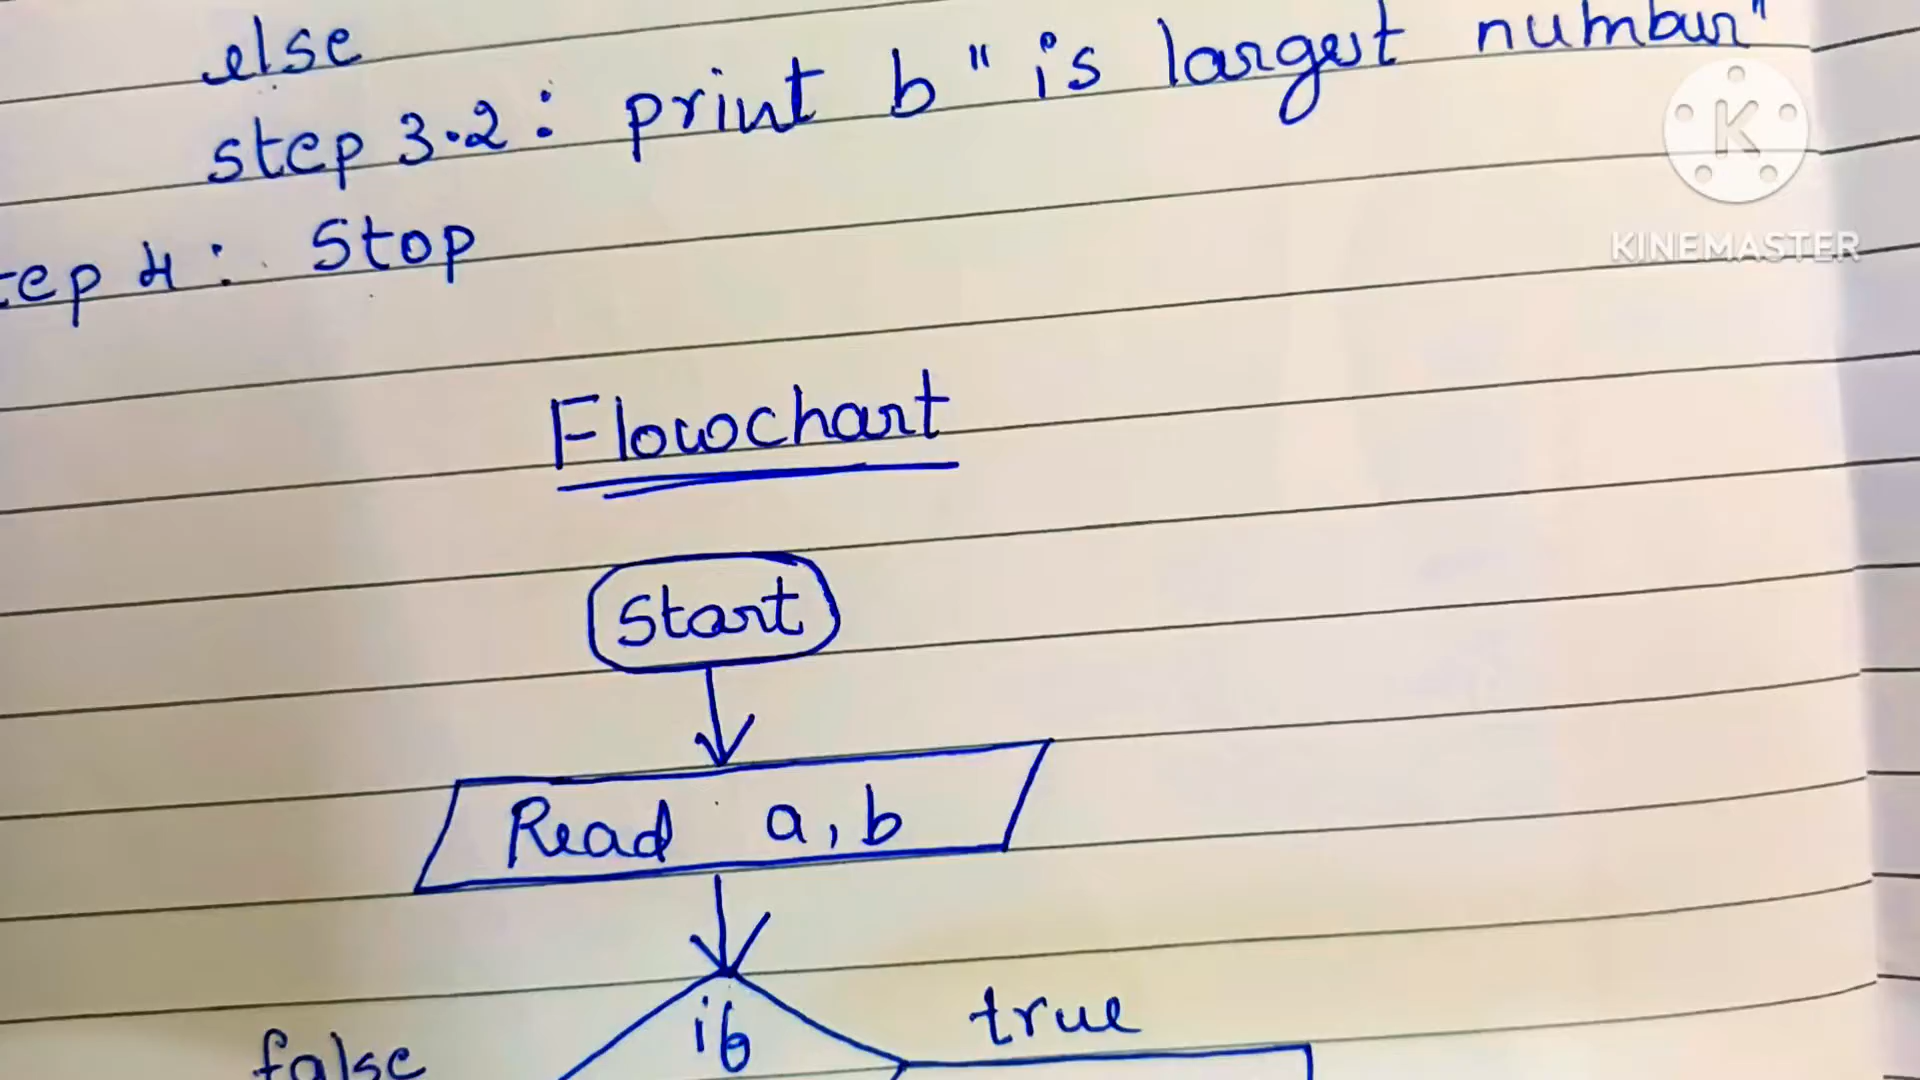 else
step 3.2: print b " is largest number"
tep 4: Stop
K
KINEMASTER
Flowchart
Start
Read a, b
if
true
false